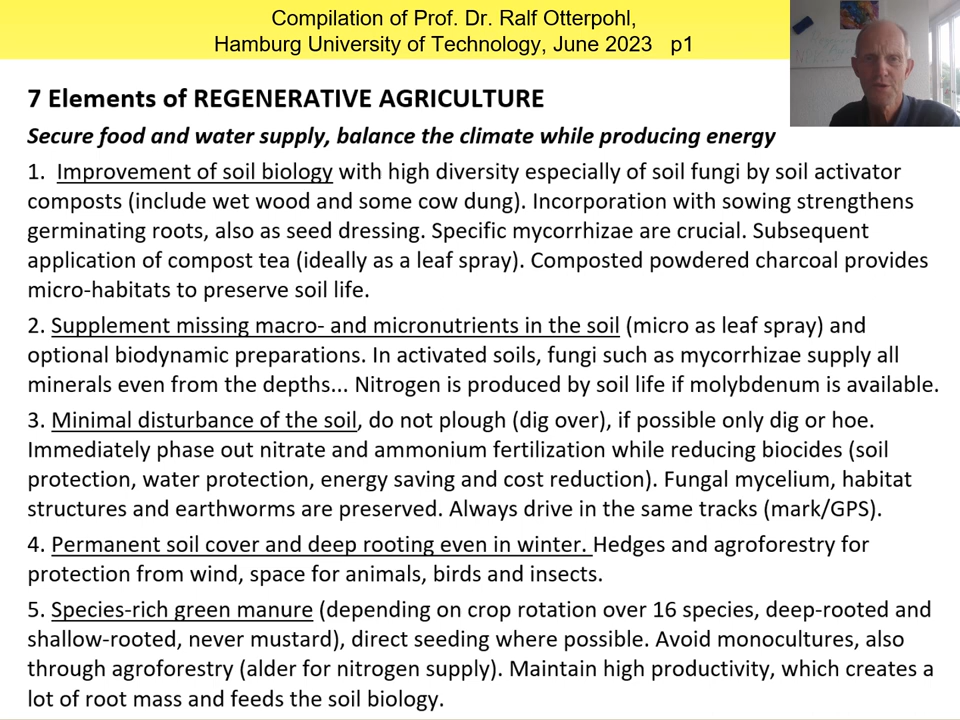 Compilation of Prof. Dr. Ralf Otterpohl,
Hamburg University of Technology, June 2023 p1
7 Elements of REGENERATIVE AGRICULTURE
Secure food and water supply, balance the climate while producing energy
1. Improvement of soil biology with high diversity especially of soil fungi by soil activator
composts (include wet wood and some cow dung). Incorporation with sowing strengthens
germinating roots, also as seed dressing. Specific mycorrhizae are crucial. Subsequent
application of compost tea (ideally as a leaf spray). Composted powdered charcoal provides
micro-habitats to preserve soil life.
2. Supplement missing macro- and micronutrients in the soil (micro as leaf spray) and
optional biodynamic preparations. In activated soils, fungi such as mycorrhizae supply all
minerals even from the depths... Nitrogen is produced by soil life if molybdenum is available.
3. Minimal disturbance of the soil, do not plough (dig over), if possible only dig or hoe.
Immediately phase out nitrate and ammonium fertilization while reducing biocides (soil
protection, water protection, energy saving and cost reduction). Fungal mycelium, habitat
structures and earthworms are preserved. Always drive in the same tracks (mark/GPS).
4. Permanent soil cover and deep rooting even in winter. Hedges and agroforestry for
protection from wind, space for animals, birds and insects.
5. Species-rich green manure (depending on crop rotation over 16 species, deep-rooted and
shallow-rooted, never mustard), direct seeding where possible. Avoid monocultures, also
through agroforestry (alder for nitrogen supply). Maintain high productivity, which creates a
lot of root mass and feeds the soil biology.